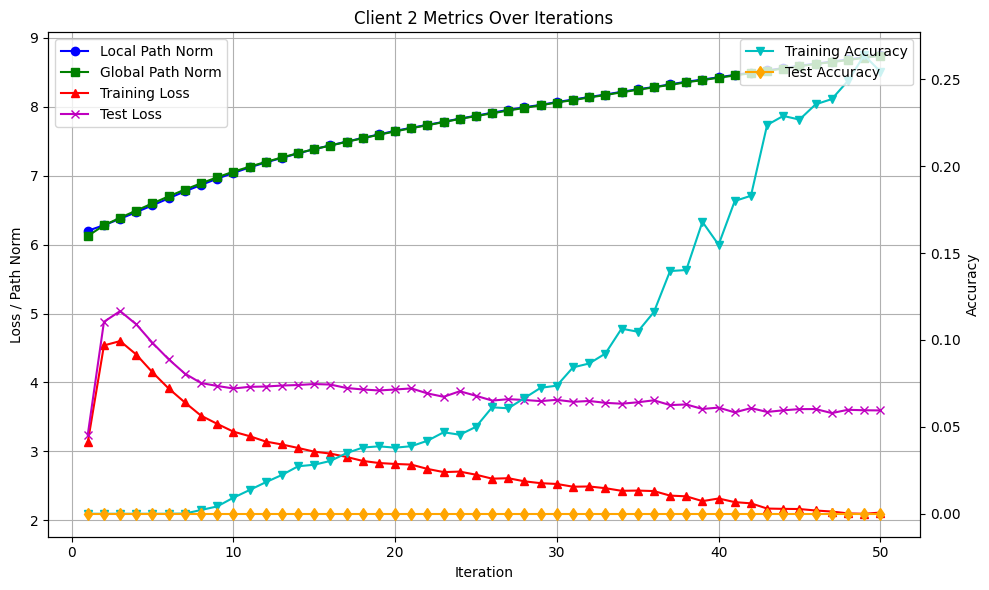 Client 2 Metrics Over Iterations
Local Path Norm
Global Path Norm
Training Loss
Test Loss
Training Accuracy
Test Accuracy
Loss / Path Norm
9
8
7
6
5
4
3
2
0.25
0.20
0.15
0.10
0.05
0.00
Accuracy
0 10 20 30 40 50
Iteration